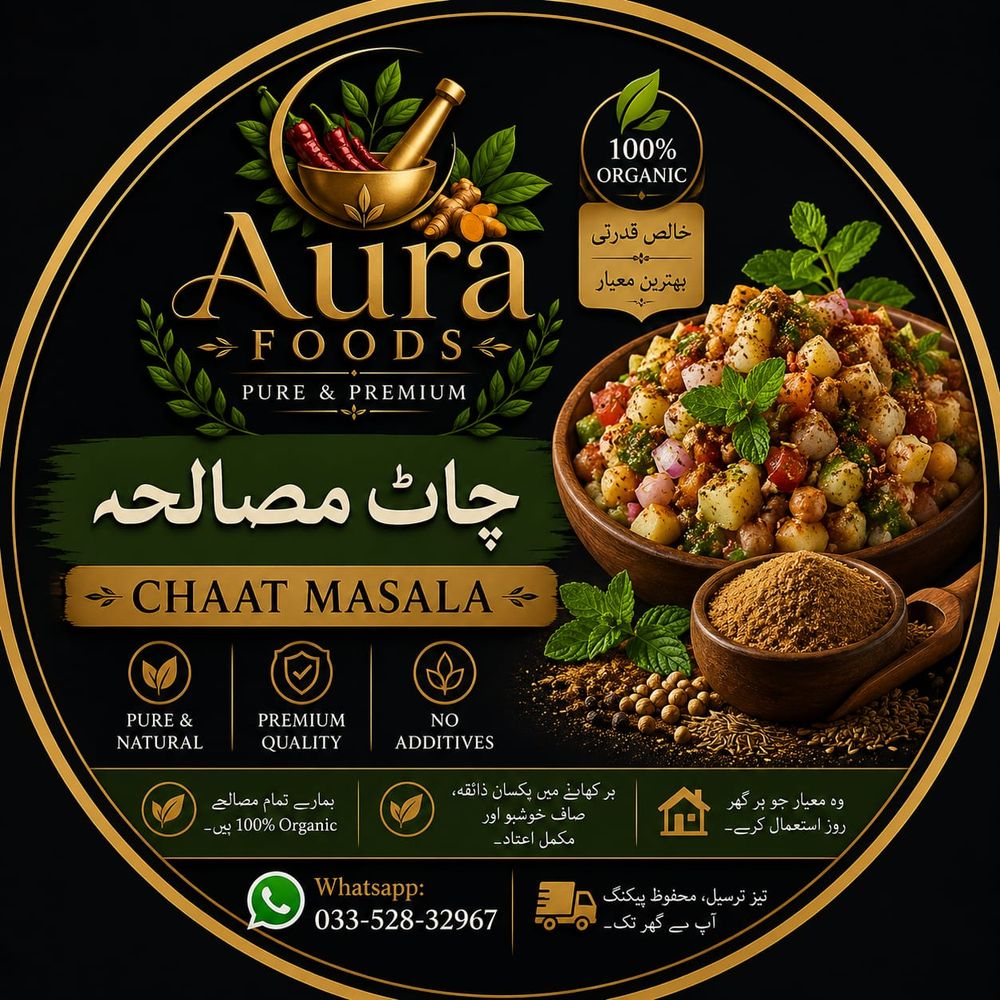 Aura
FOODS
PURE & PREMIUM
100%
ORGANIC
خالص قدرتی
بہترین معیار
چاٹ مصالحہ
CHAAT MASALA
PURE &
NATURAL
PREMIUM
QUALITY
NO
ADDITIVES
ہمارے تمام مصالحے
100% Organic ہیں۔
ہر کھانے میں یکساں ذائقہ،
صاف خوشبو اور
مکمل اعتاد۔
وہ معیار جو ہر گھر
روز استعمال کرے۔
Whatsapp:
033-528-32967
تیز ترسیل، محفوظ پیکنگ
آپ کے گھر تک۔